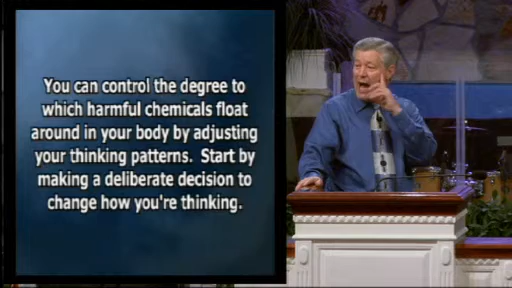 You can control the degree to
which harmful chemicals float
around in your body by adjusting
your thinking patterns.  Start by
making a deliberate decision to
change how you're thinking.